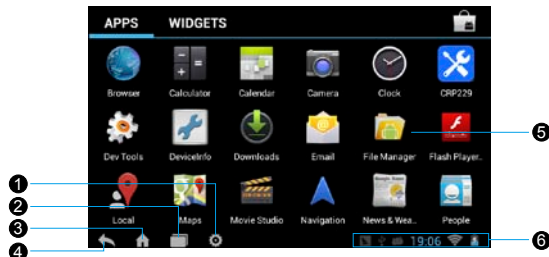 APPS WIDGETS
Browser Calculator Calendar Camera Clock CRP229
Dev Tools DeviceInfo Downloads Email File Manager Flash Player..
Local Maps Movie Studio Navigation News & Wea.. People
19:06
1
2
3
4
5
6